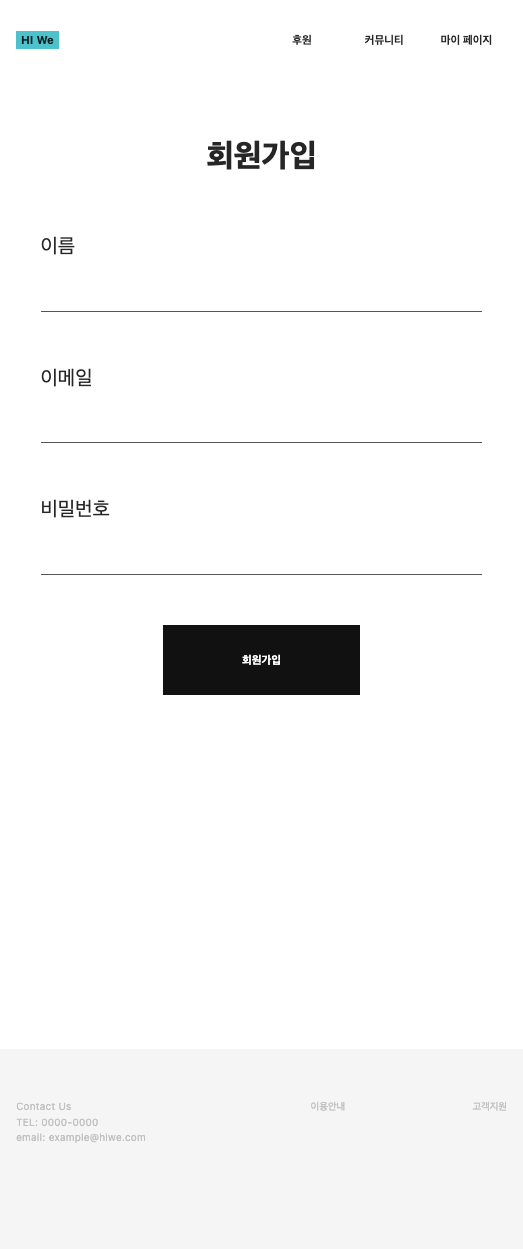 HI We
후원
커뮤니티
마이 페이지
회원가입
이름
이메일
비밀번호
회원가입
Contact Us
TEL: 0000-0000
email: example@hiwe.com
이용안내
고객지원